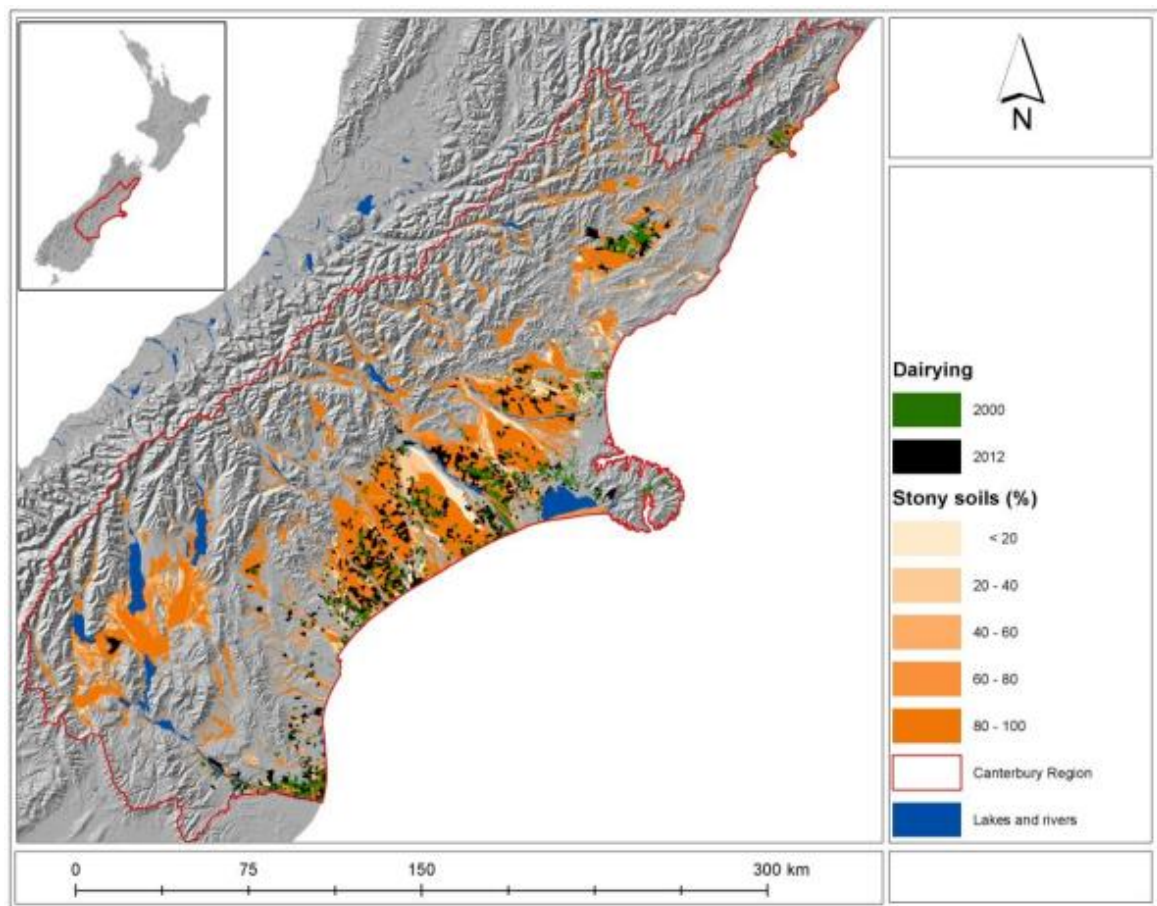 N
Dairying
2000
2012
Stony soils (%)
< 20
20 - 40
40 - 60
60 - 80
80 - 100
Canterbury Region
Lakes and rivers
0 75 150 300 km